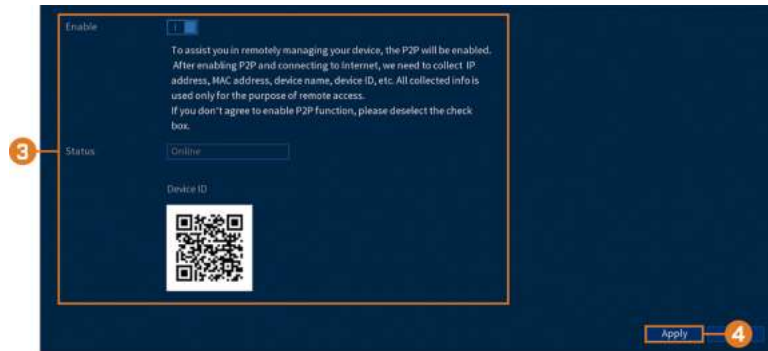 Enable
To assist you in remotely managing your device, the P2P will be enabled.
After enabling P2P and connecting to Internet, we need to collect IP
address, MAC address, device name, device ID, etc. All collected info is
used only for the purpose of remote access.
If you don't agree to enable P2P function, please deselect the check
box.
3
Status
Online
Device ID
Apply
4